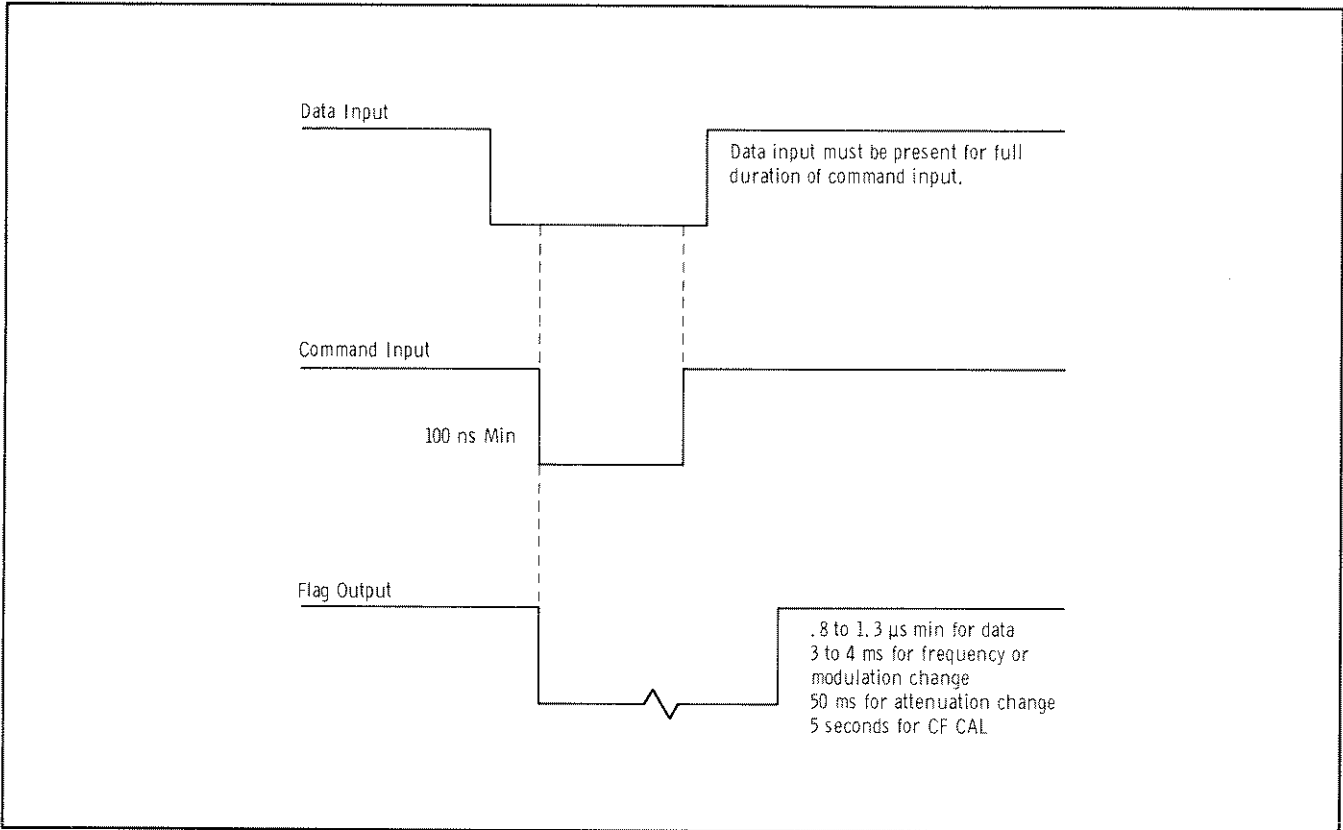 Data Input
Data input must be present for full
duration of command input.
Command Input
100 ns Min
Flag Output
.8 to 1.3 µs min for data
3 to 4 ms for frequency or
modulation change
50 ms for attenuation change
5 seconds for CF CAL